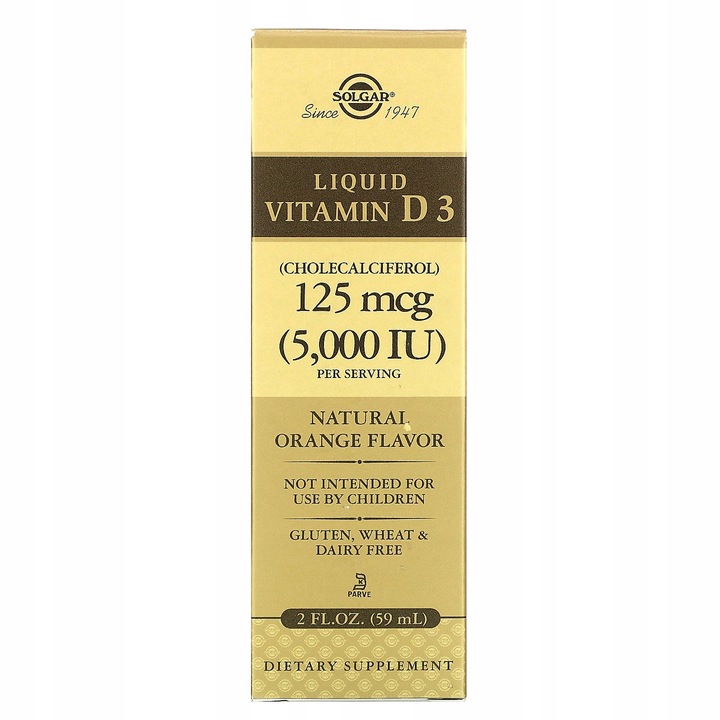 SOLGAR®
Since 1947
LIQUID
VITAMIN D 3
(CHOLECALCIFEROL)
125 mcg
(5,000 IU)
PER SERVING
NATURAL
ORANGE FLAVOR
NOT INTENDED FOR
USE BY CHILDREN
GLUTEN, WHEAT &
DAIRY FREE
K
PARVE
2 FL.OZ. (59 mL)
DIETARY SUPPLEMENT